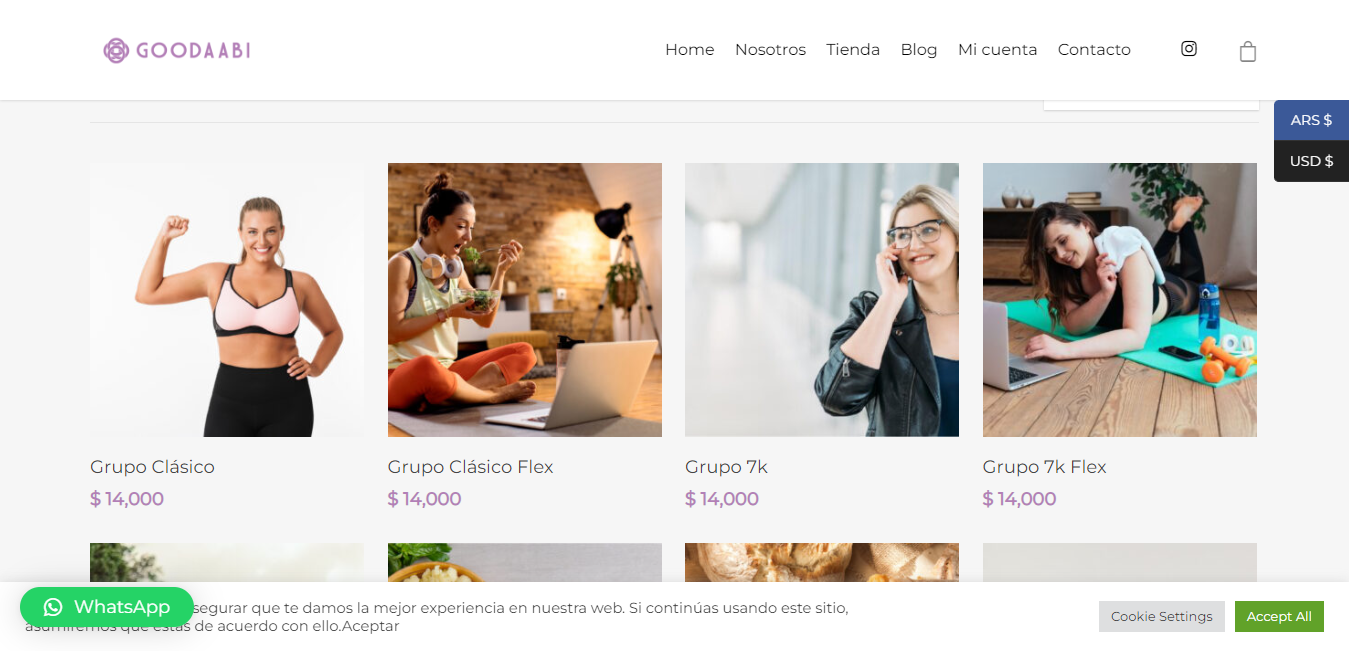 GOODAABI
Home Nosotros Tienda Blog Mi cuenta Contacto
ARS $
USD $
Grupo Clásico
$ 14,000
Grupo Clásico Flex
$ 14,000
Grupo 7k
$ 14,000
Grupo 7k Flex
$ 14,000
WhatsApp
segurar que te damos la mejor experiencia en nuestra web. Si continúas usando este sitio,
asumiremos que estás de acuerdo con ello.Aceptar
Cookie Settings
Accept All